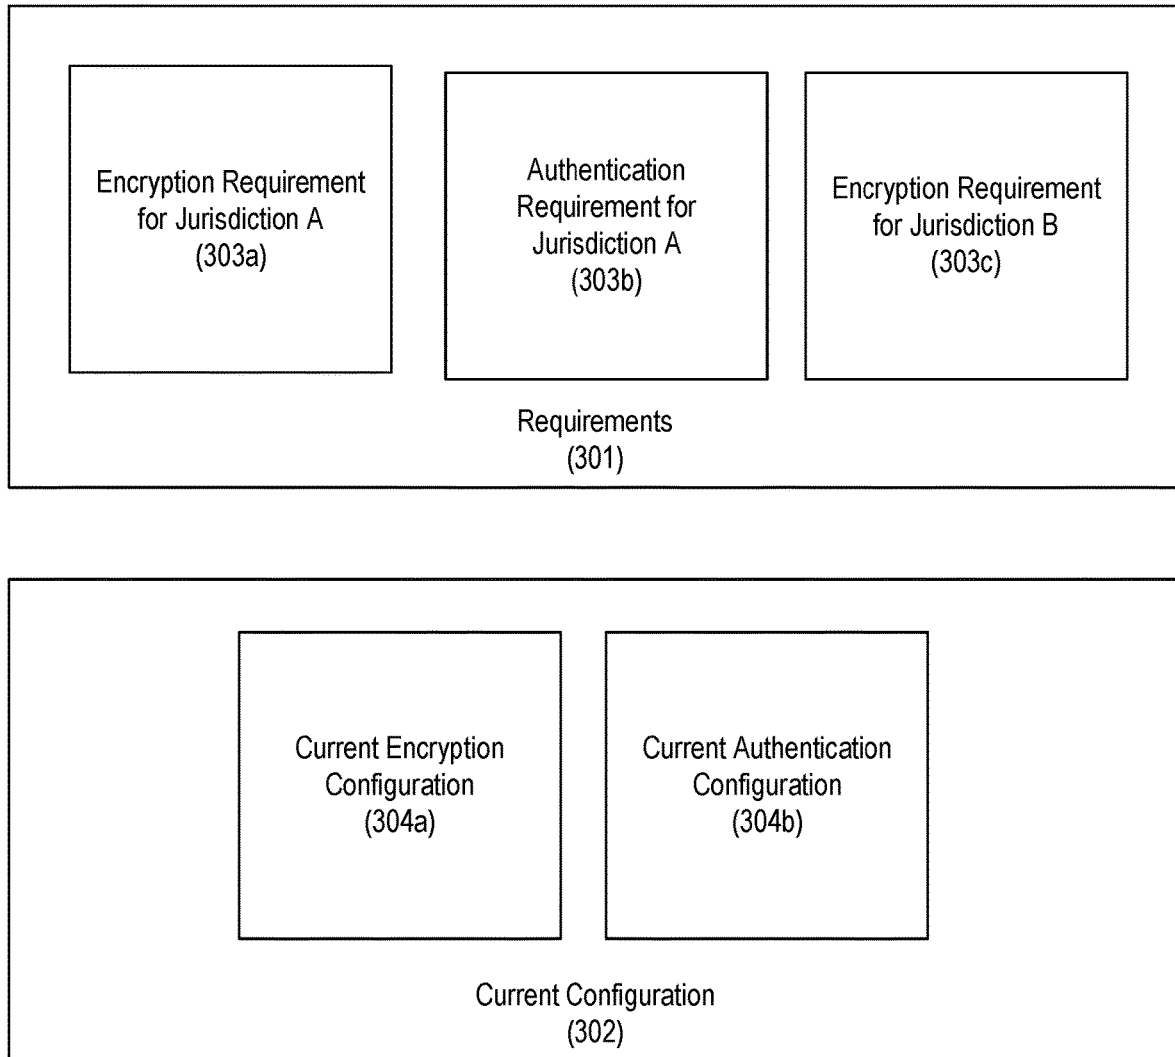 Encryption Requirement
for Jurisdiction A
(303a)
Authentication
Requirement for
Jurisdiction A
(303b)
Encryption Requirement
for Jurisdiction B
(303c)
Requirements
(301)
Current Encryption
Configuration
(304a)
Current Authentication
Configuration
(304b)
Current Configuration
(302)